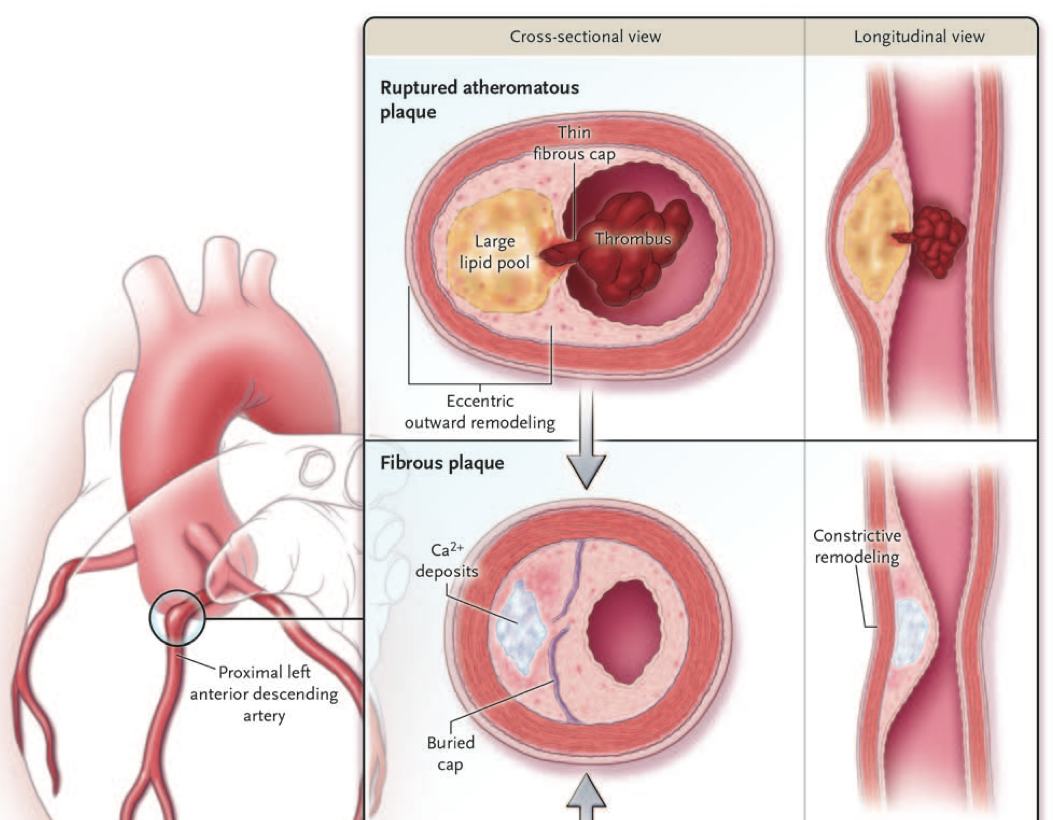 Cross-sectional view
Longitudinal view
Ruptured atheromatous
plaque
Thin
fibrous cap
Large
lipid pool
Thrombus
Eccentric
outward remodeling
Fibrous plaque
Ca²⁺
deposits
Constrictive
remodeling
Proximal left
anterior descending
artery
Buried
cap